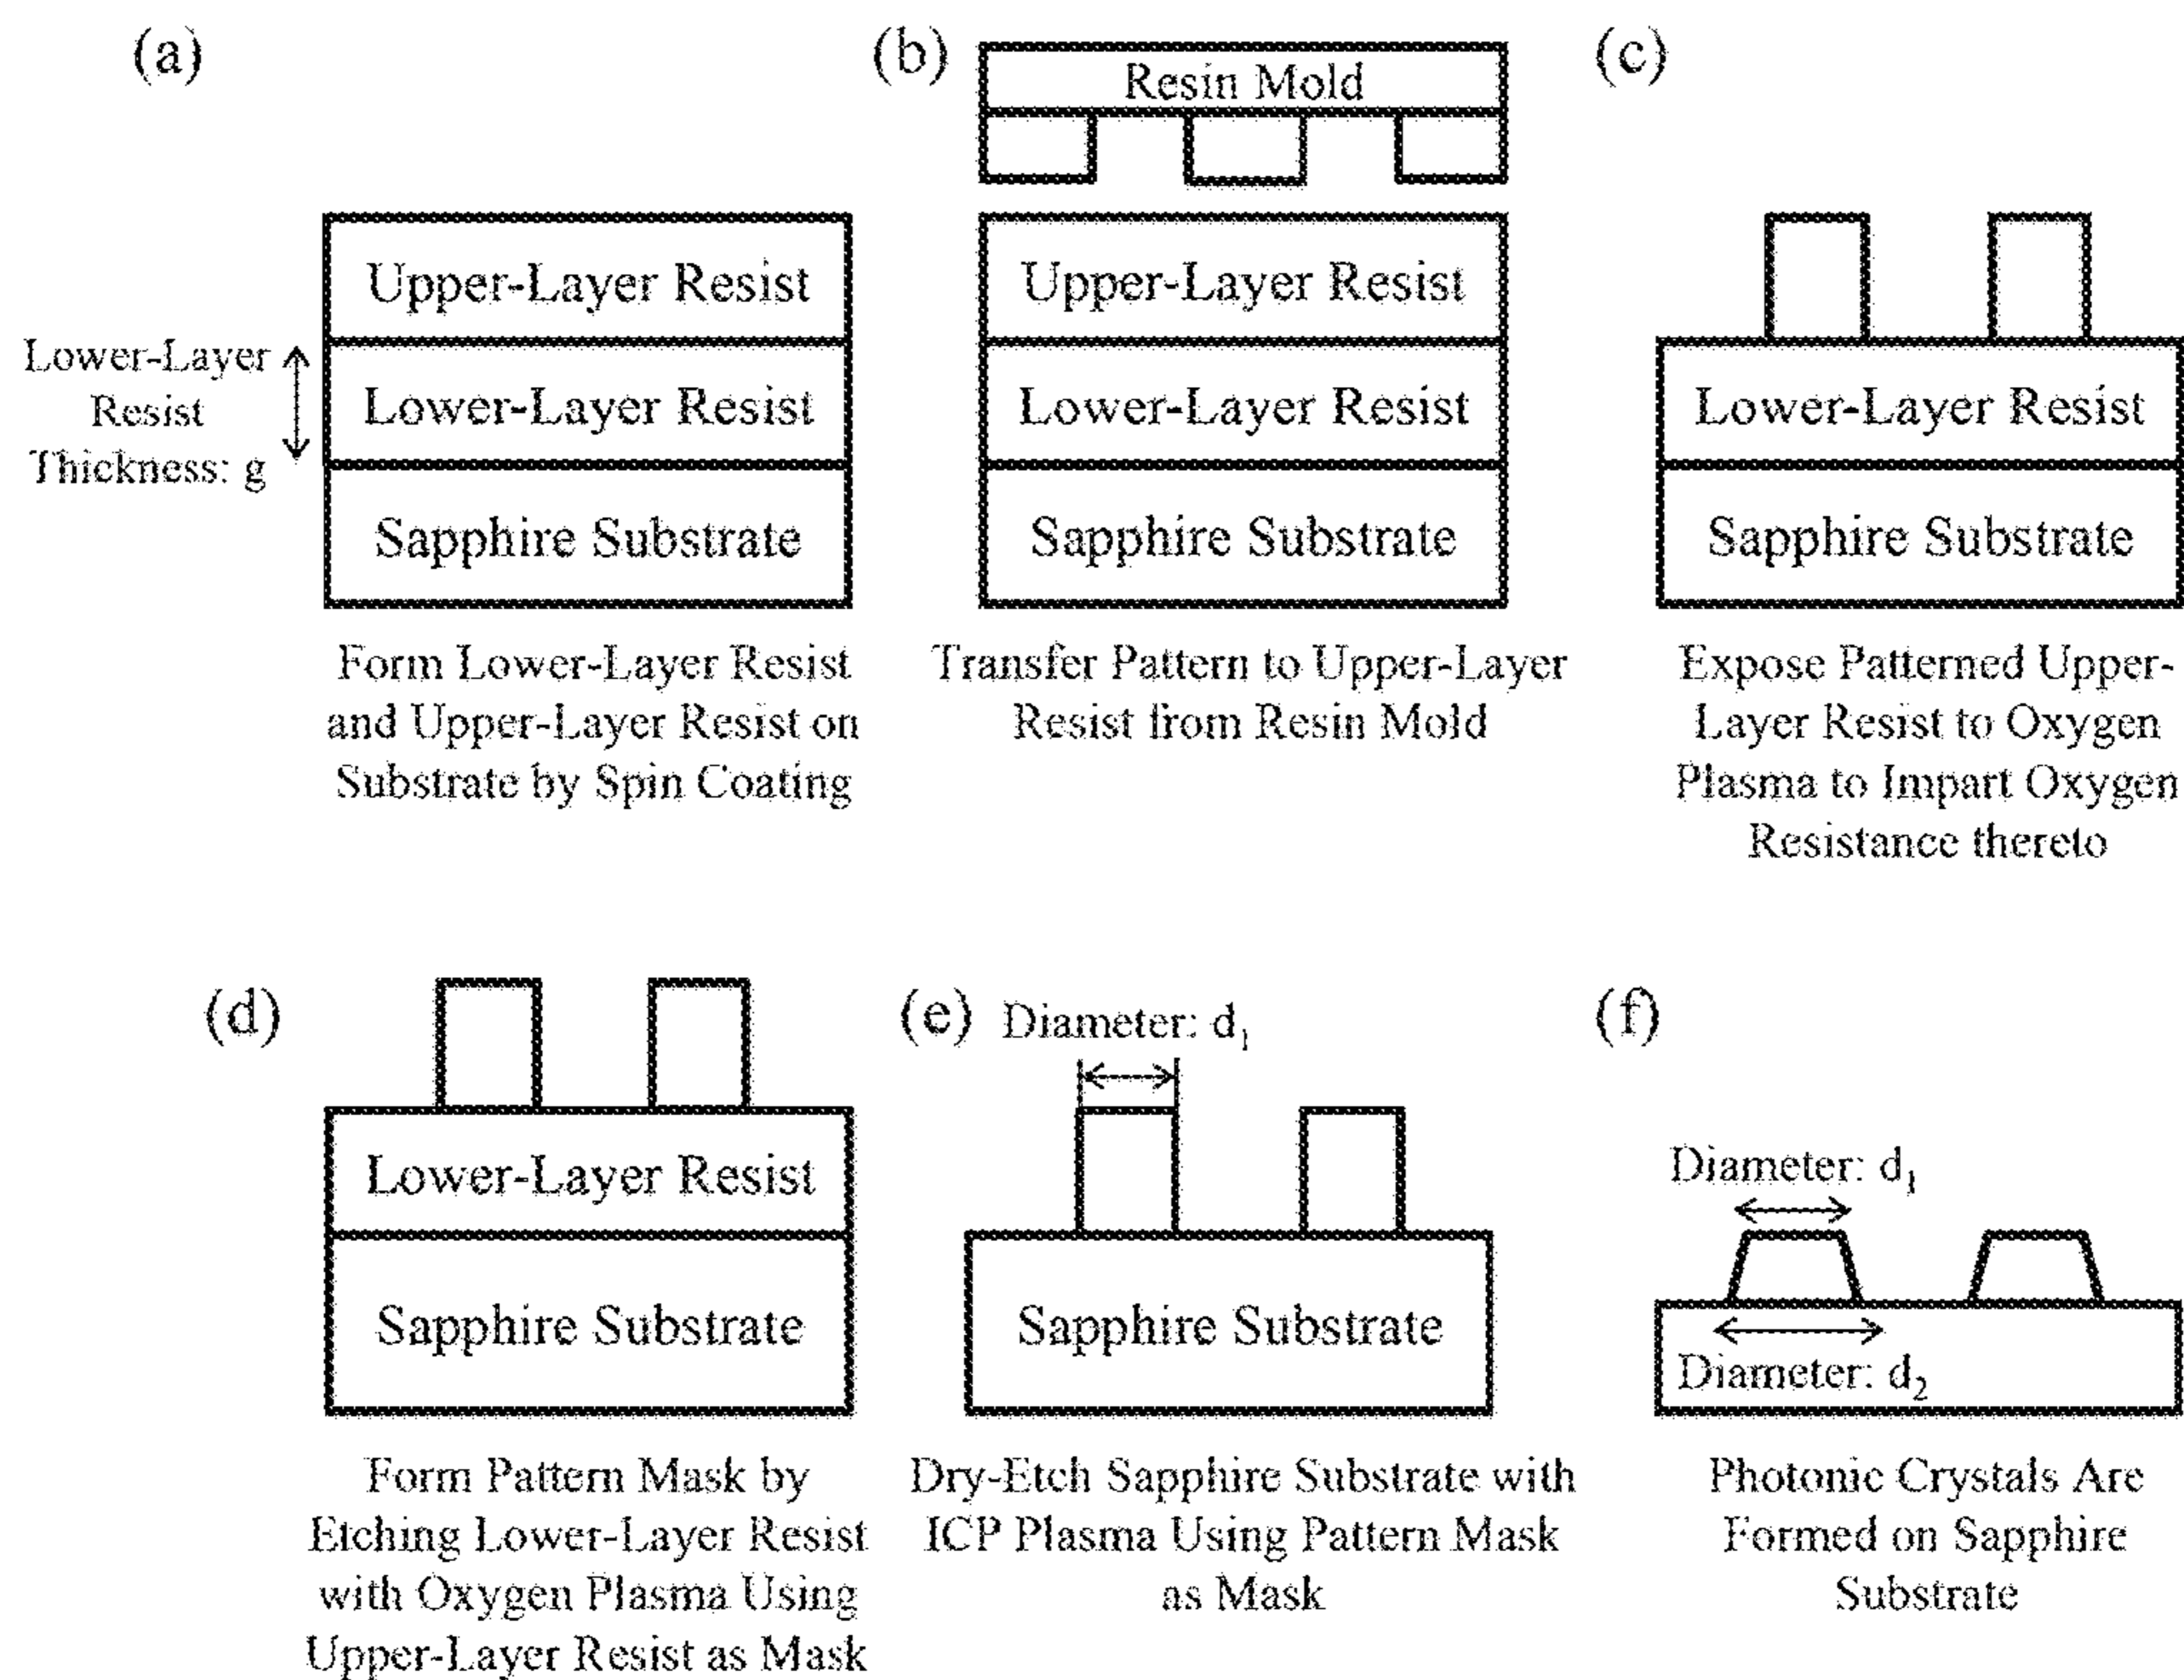 (a)
Upper-Layer Resist
Lower-Layer Resist
Sapphire Substrate
Lower-Layer
Resist
Thickness: g
Form Lower-Layer Resist
and Upper-Layer Resist on
Substrate by Spin Coating
(b)
Resin Mold
Upper-Layer Resist
Lower-Layer Resist
Sapphire Substrate
Transfer Pattern to Upper-Layer
Resist from Resin Mold
(c)
Lower-Layer Resist
Sapphire Substrate
Expose Patterned Upper-
Layer Resist to Oxygen
Plasma to Impart Oxygen
Resistance thereto
(d)
Lower-Layer Resist
Sapphire Substrate
Form Pattern Mask by
Etching Lower-Layer Resist
with Oxygen Plasma Using
Upper-Layer Resist as Mask
(e)
Diameter: d₁
Sapphire Substrate
Dry-Etch Sapphire Substrate with
ICP Plasma Using Pattern Mask
as Mask
(f)
Diameter: d₁
Diameter: d₂
Photonic Crystals Are
Formed on Sapphire
Substrate